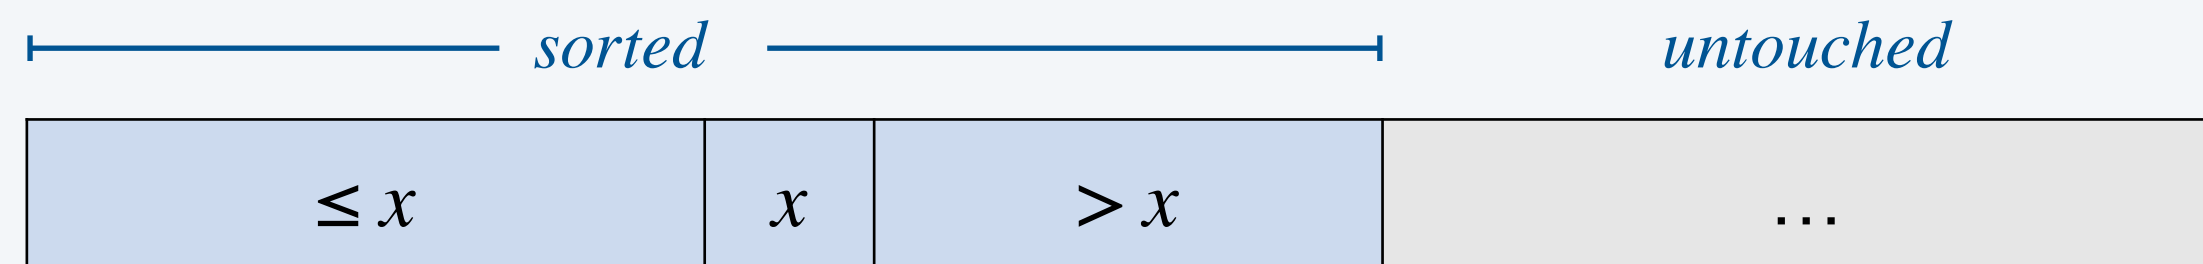 sorted untouched
≤ x x > x ...